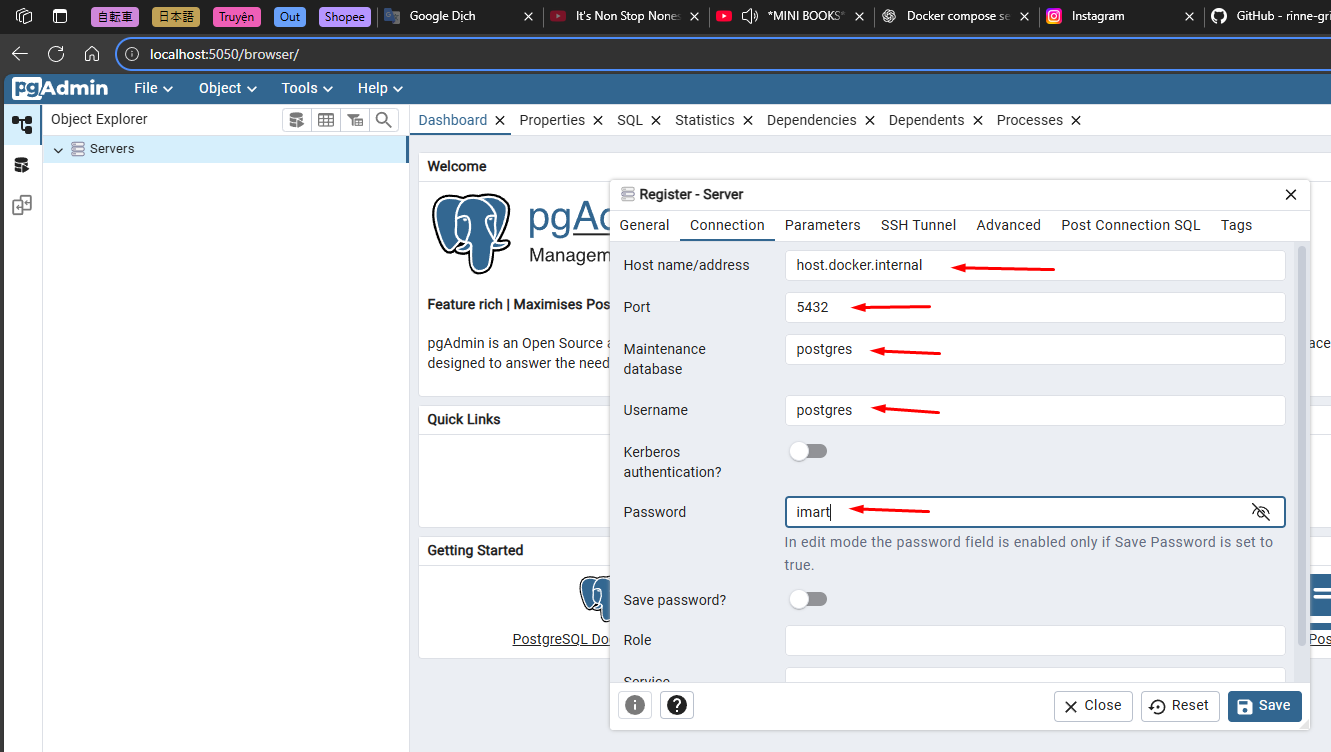 自転車 日本語 Truyện Out Shopee Google Dịch It's Non Stop Nones *MINI BOOKS* Docker compose se Instagram GitHub - rinne-gri
localhost:5050/browser/
pgAdmin File Object Tools Help
Object Explorer Dashboard Properties SQL Statistics Dependencies Dependents Processes
Servers
Welcome
pgAd
Managem
Feature rich | Maximises Pos
pgAdmin is an Open Source a
designed to answer the need
Quick Links
Getting Started
PostgreSQL Do
Register - Server
General Connection Parameters SSH Tunnel Advanced Post Connection SQL Tags
Host name/address host.docker.internal
Port 5432
Maintenance
database postgres
Username postgres
Kerberos
authentication?
Password imart
In edit mode the password field is enabled only if Save Password is set to
true.
Save password?
Role
Service
Close Reset Save